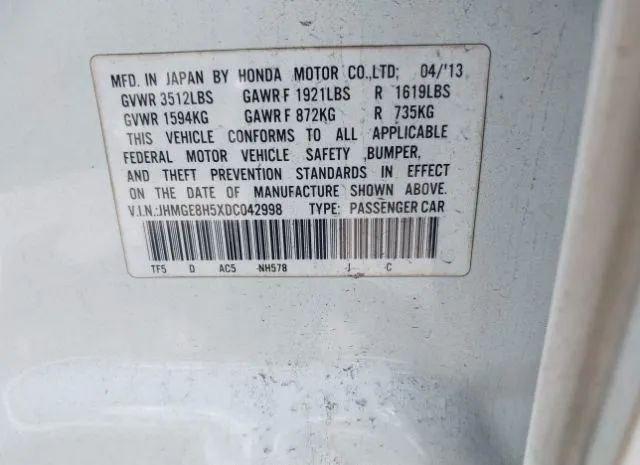 MFD. IN JAPAN BY HONDA MOTOR CO.,LTD; 04/'13
GVWR 3512LBS GAWR F 1921LBS R 1619LBS
GVWR 1594KG GAWR F 872KG R 735KG
THIS VEHICLE CONFORMS TO ALL APPLICABLE
FEDERAL MOTOR VEHICLE SAFETY ,BUMPER,
AND THEFT PREVENTION STANDARDS IN EFFECT
ON THE DATE OF MANUFACTURE SHOWN ABOVE.
V.I.N.:JHMGE8H5XDC042998 TYPE: PASSENGER CAR
TF5 D AC5 -NH578 J C